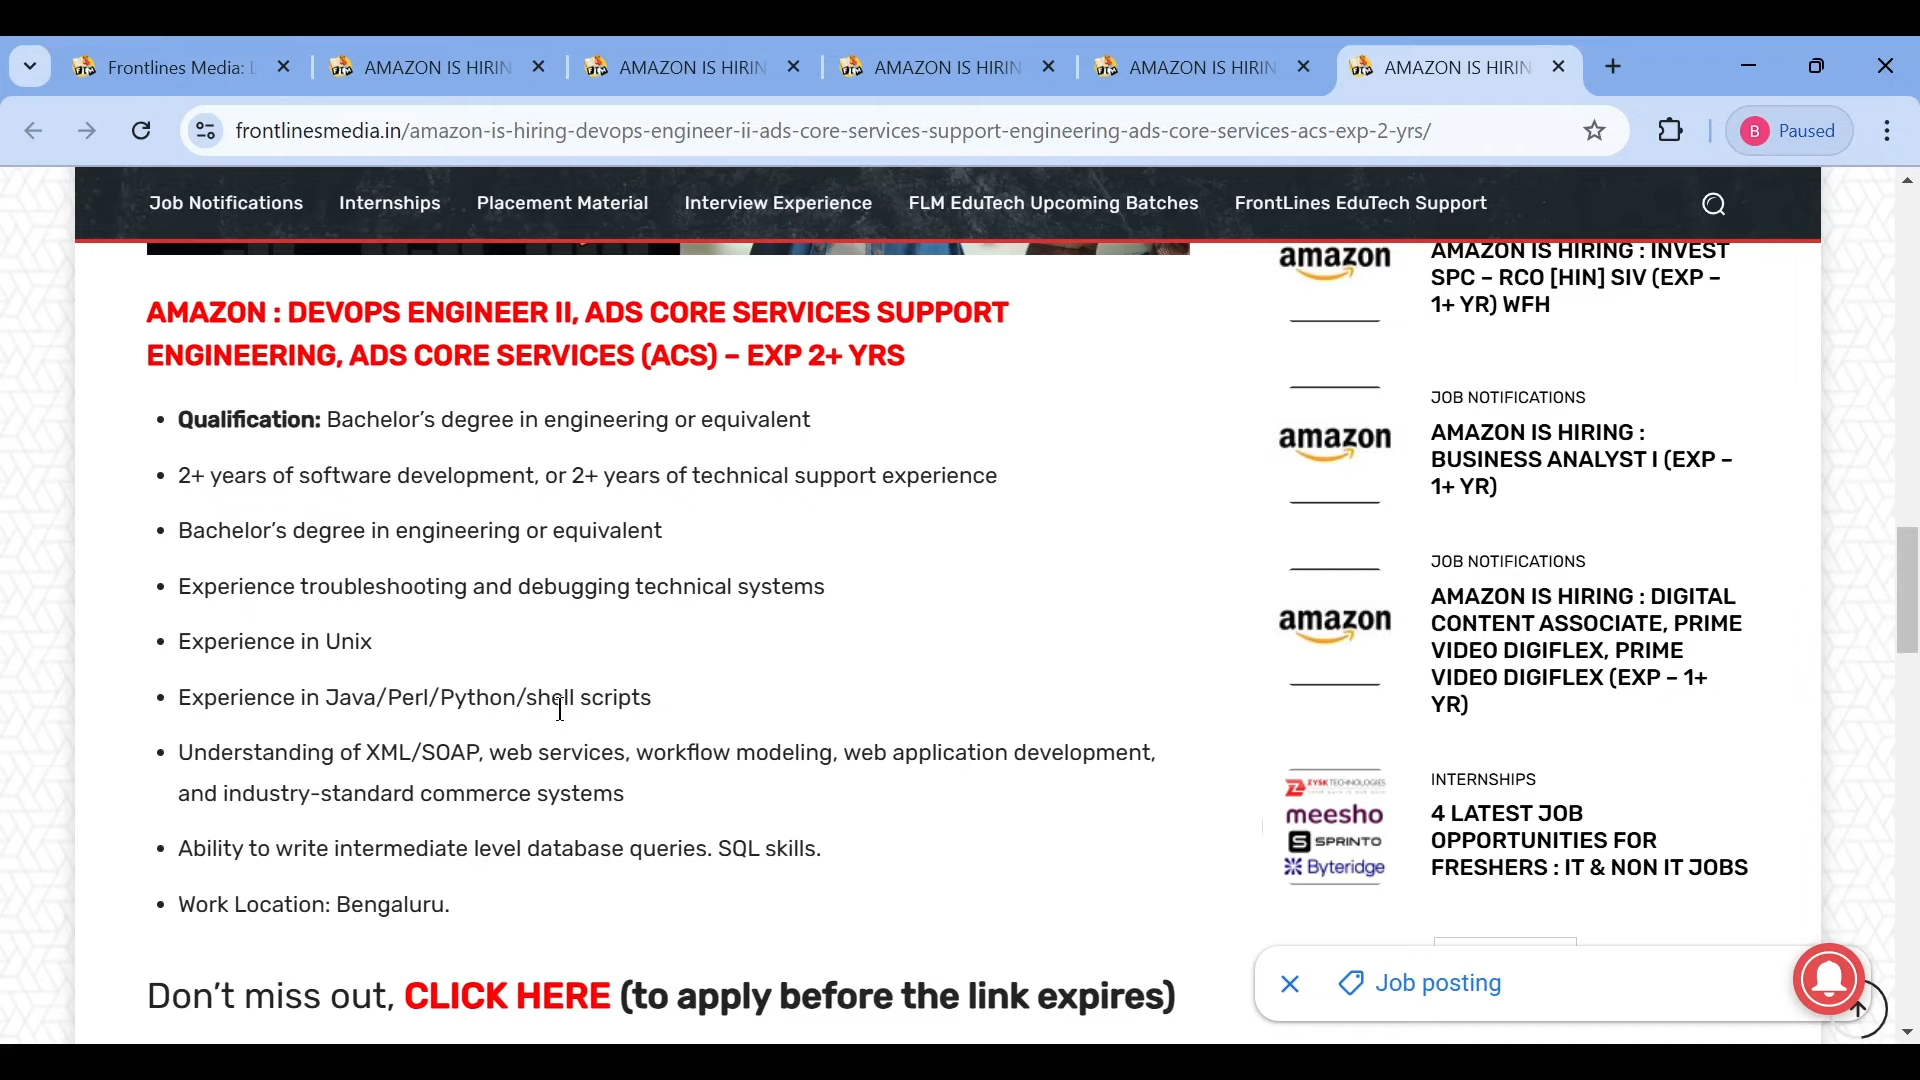 Frontlines Media:
AMAZON IS HIRIN
AMAZON IS HIRIN
AMAZON IS HIRIN
AMAZON IS HIRIN
AMAZON IS HIRIN
frontlinesmedia.in/amazon-is-hiring-devops-engineer-ii-ads-core-services-support-engineering-ads-core-services-acs-exp-2-yrs/
B Paused
Job Notifications Internships Placement Material Interview Experience FLM EduTech Upcoming Batches FrontLines EduTech Support
AMAZON : DEVOPS ENGINEER II, ADS CORE SERVICES SUPPORT
ENGINEERING, ADS CORE SERVICES (ACS) – EXP 2+ YRS
• Qualification: Bachelor’s degree in engineering or equivalent
• 2+ years of software development, or 2+ years of technical support experience
• Bachelor’s degree in engineering or equivalent
• Experience troubleshooting and debugging technical systems
• Experience in Unix
• Experience in Java/Perl/Python/shell scripts
• Understanding of XML/SOAP, web services, workflow modeling, web application development,
and industry-standard commerce systems
• Ability to write intermediate level database queries. SQL skills.
• Work Location: Bengaluru.
Don’t miss out, CLICK HERE (to apply before the link expires)
amazon
AMAZON IS HIRING : INVEST
SPC – RCO [HIN] SIV (EXP –
1+ YR) WFH
amazon
JOB NOTIFICATIONS
AMAZON IS HIRING :
BUSINESS ANALYST I (EXP –
1+ YR)
amazon
JOB NOTIFICATIONS
AMAZON IS HIRING : DIGITAL
CONTENT ASSOCIATE, PRIME
VIDEO DIGIFLEX, PRIME
VIDEO DIGIFLEX (EXP – 1+
YR)
ZYSK TECHNOLOGIES
meesho
SPRINTO
Byteridge
INTERNSHIPS
4 LATEST JOB
OPPORTUNITIES FOR
FRESHERS : IT & NON IT JOBS
Job posting